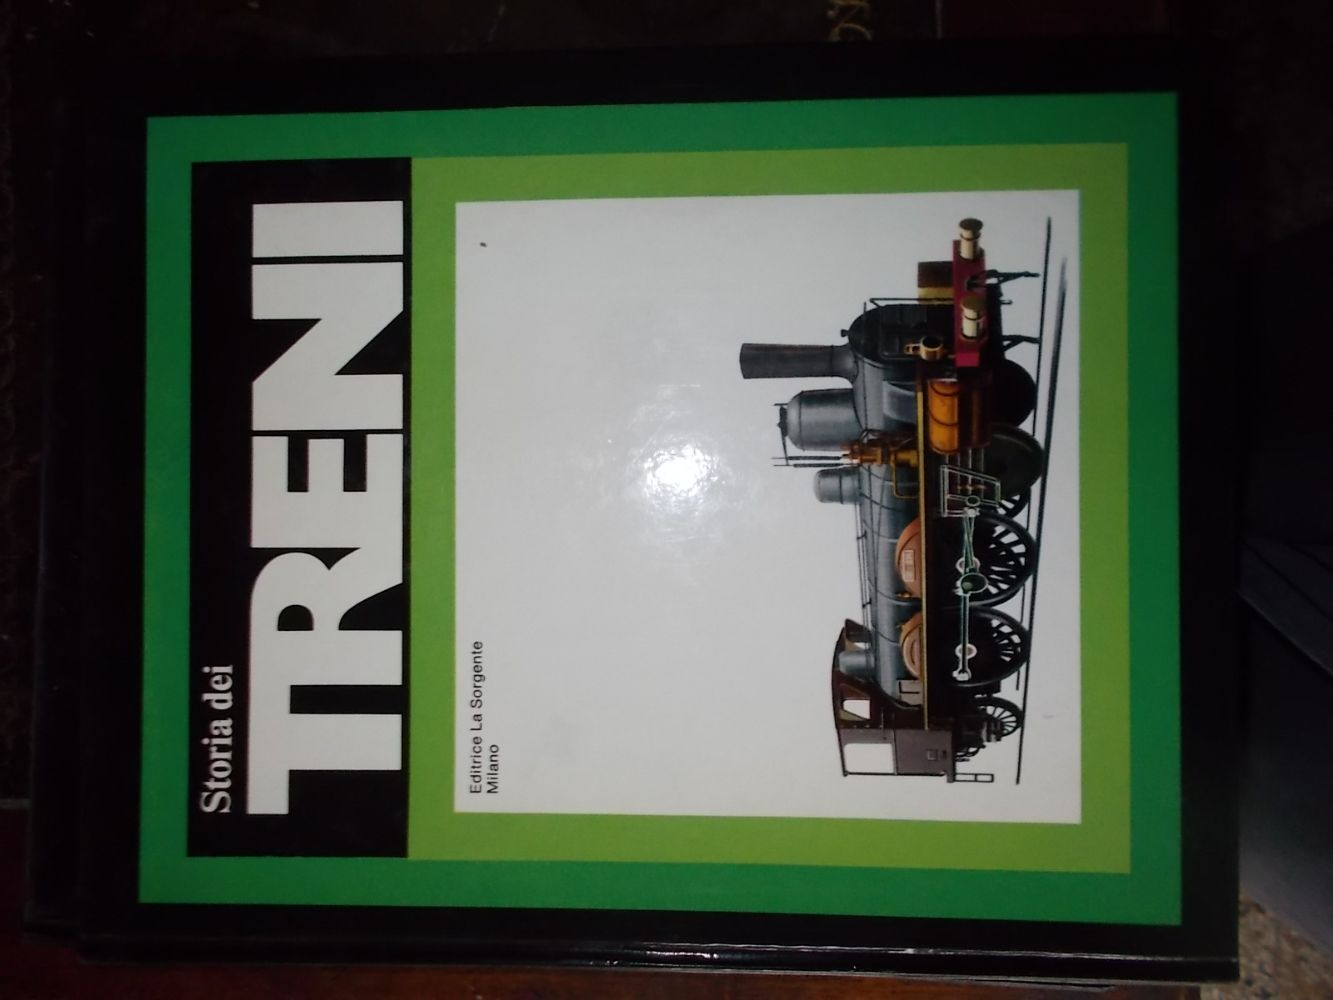 Storia dei
TRENI
Editrice La Sorgente
Milano